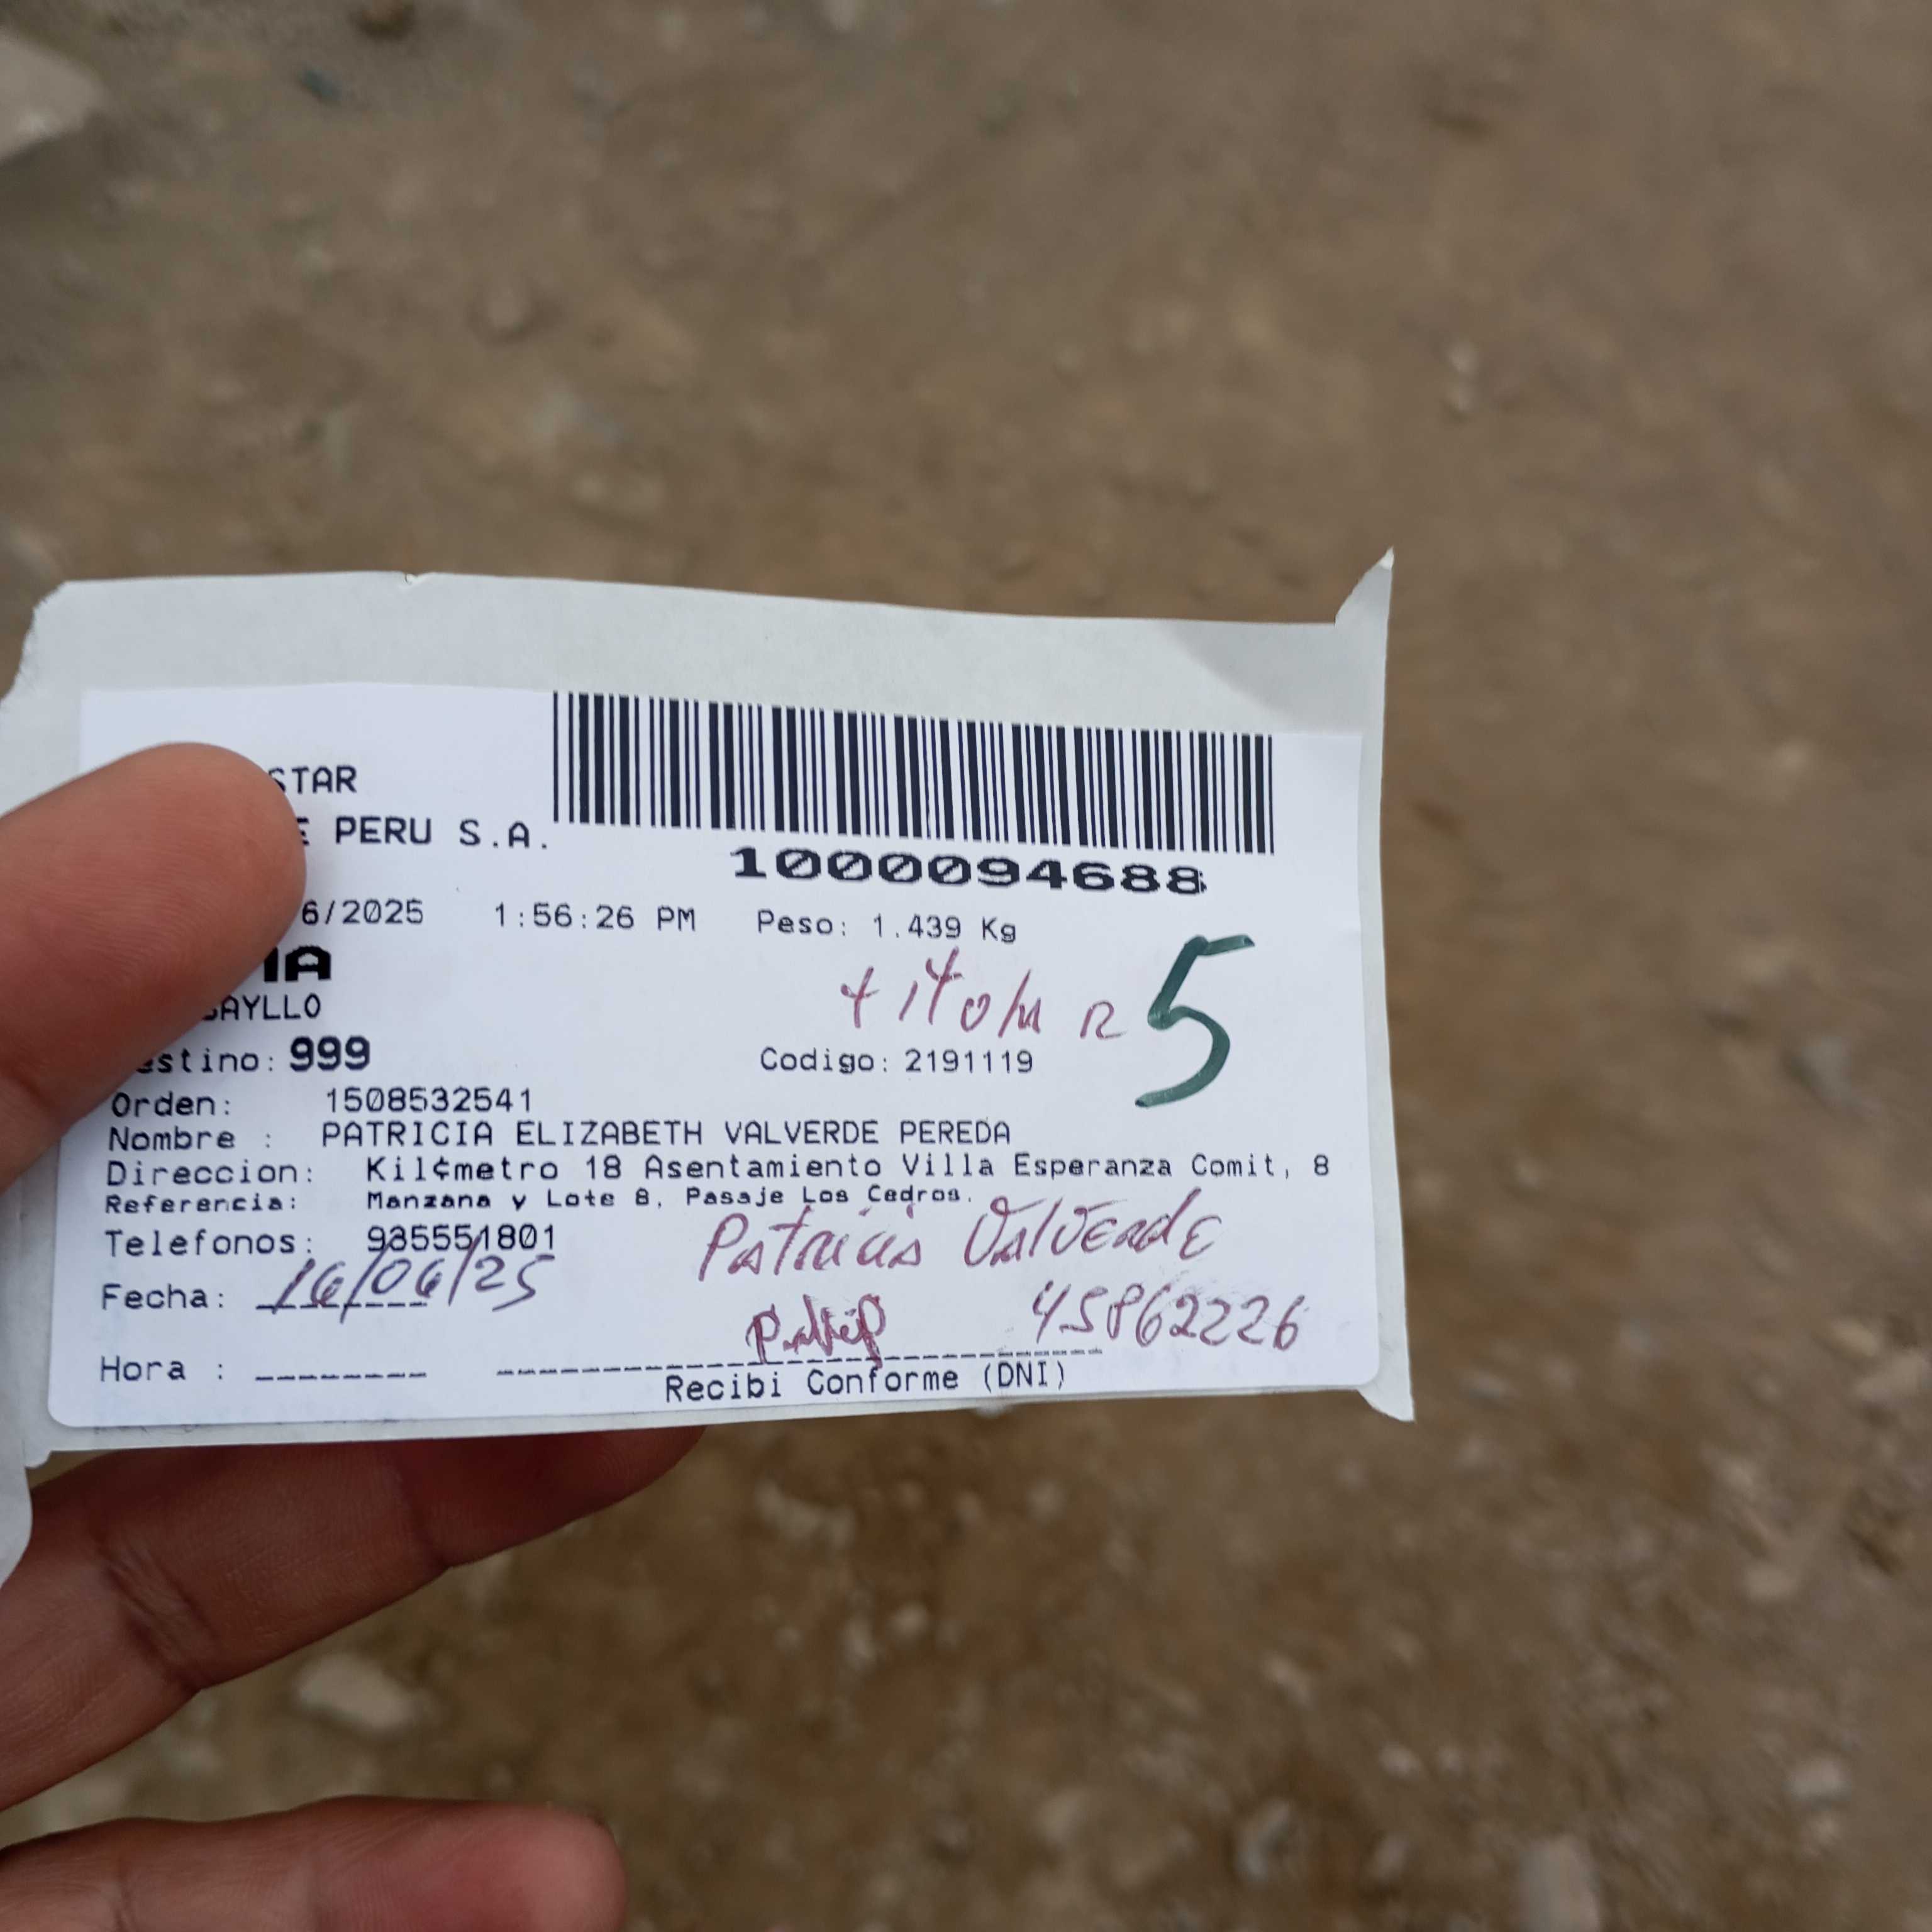 STAR
E PERU S.A.
1000094688
6/2025 1:56:26 PM Peso: 1.439 Kg
AYLLO
titular 5
estino: 999 Codigo: 2191119
Orden: 1508532541
Nombre : PATRICIA ELIZABETH VALVERDE PEREDA
Direccion: Kil¢metro 18 Asentamiento Villa Esperanza Comit, 8
Referencia: Manzana y Lote 8, Pasaje Los Cedros.
Telefonos: 935551801
Patricia Valverde
Fecha: 16/06/25
45862226
Hora :
Recibi Conforme (DNI)